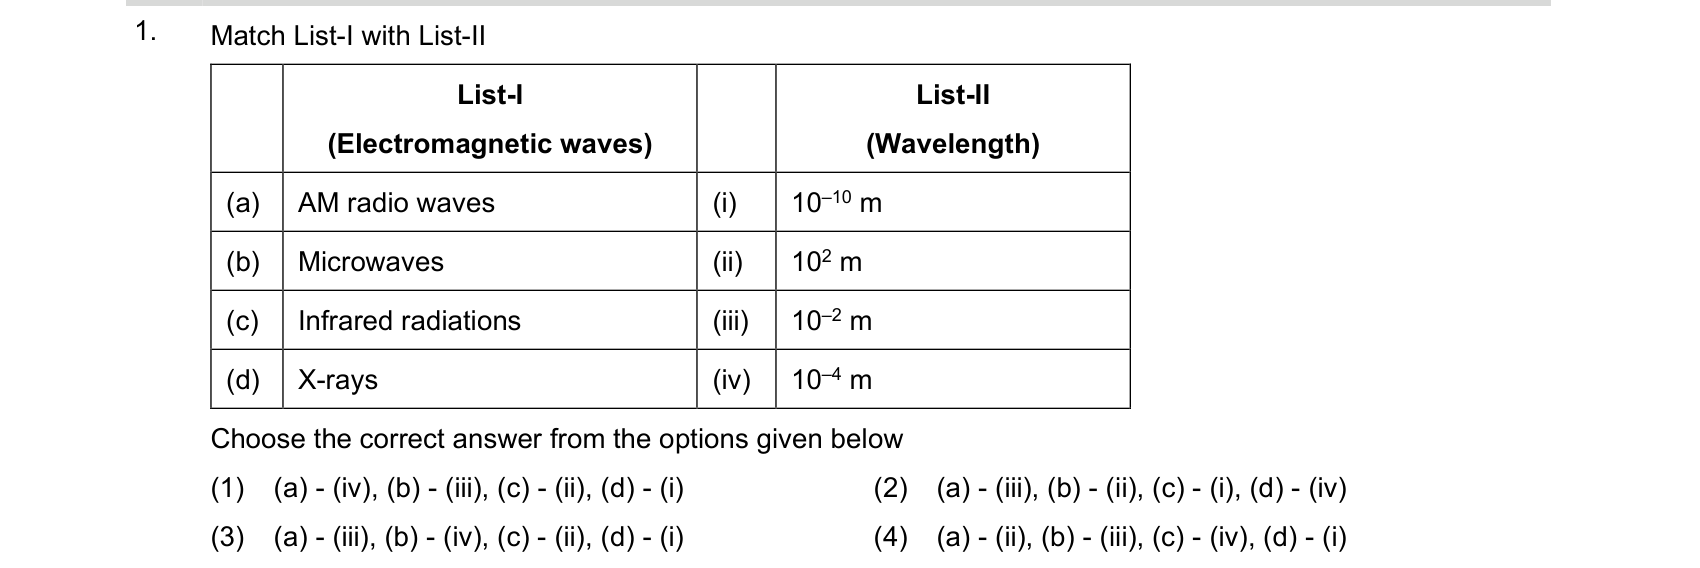 1. Match List-I with List-II
List-I List-II
(Electromagnetic waves) (Wavelength)
(a) AM radio waves (i) 10⁻¹⁰ m
(b) Microwaves (ii) 10² m
(c) Infrared radiations (iii) 10⁻² m
(d) X-rays (iv) 10⁻⁴ m
Choose the correct answer from the options given below
(1) (a) - (iv), (b) - (iii), (c) - (ii), (d) - (i) (2) (a) - (iii), (b) - (ii), (c) - (i), (d) - (iv)
(3) (a) - (iii), (b) - (iv), (c) - (ii), (d) - (i) (4) (a) - (ii), (b) - (iii), (c) - (iv), (d) - (i)